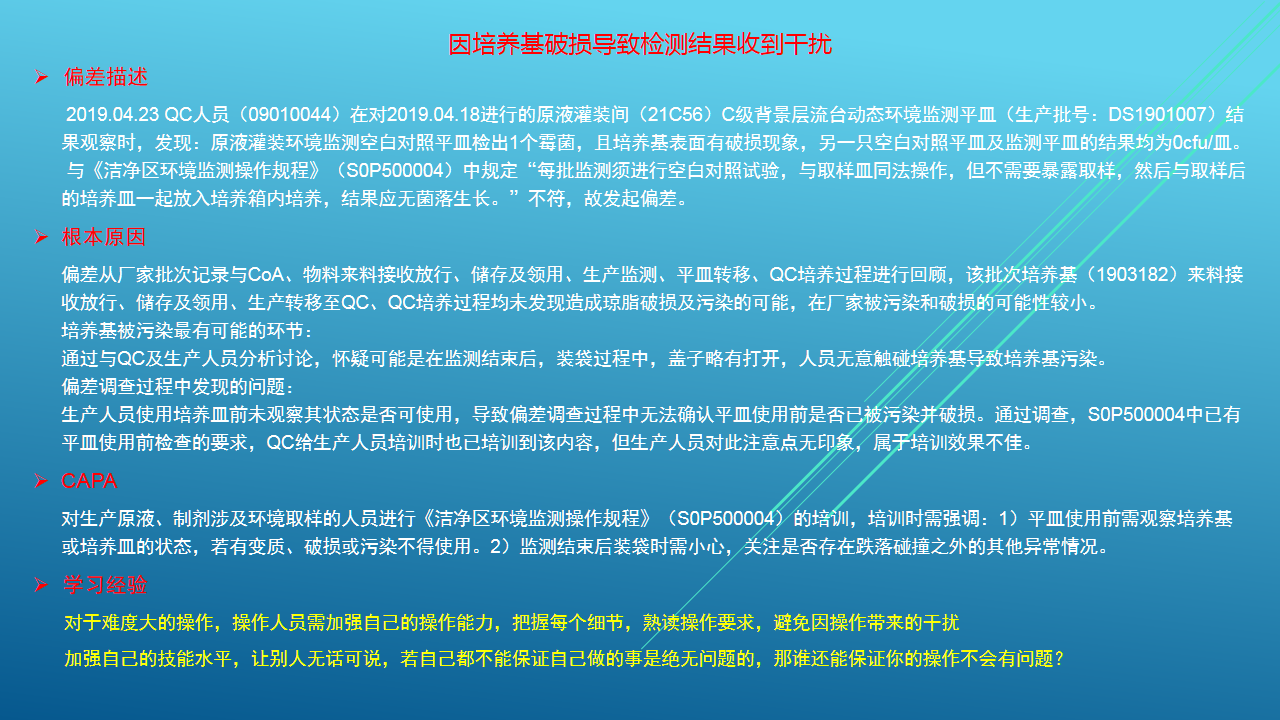 因培养基破损导致检测结果收到干扰
偏差描述
2019.04.23 QC人员（09010044）在对2019.04.18进行的原液灌装间（21C56）C级背景层流台动态环境监测平皿（生产批号：DS1901007）结
果观察时，发现：原液灌装环境监测空白对照平皿检出1个霉菌，且培养基表面有破损现象，另一只空白对照平皿及监测平皿的结果均为0cfu/皿。
与《洁净区环境监测操作规程》（S0P500004）中规定“每批监测须进行空白对照试验，与取样皿同法操作，但不需要暴露取样，然后与取样后
的培养皿一起放入培养箱内培养，结果应无菌落生长。”不符，故发起偏差。
根本原因
偏差从厂家批次记录与CoA、物料来料接收放行、储存及领用、生产监测、平皿转移、QC培养过程进行回顾，该批次培养基（1903182）来料接
收放行、储存及领用、生产转移至QC、QC培养过程均未发现造成琼脂破损及污染的可能，在厂家被污染和破损的可能性较小。
培养基被污染最有可能的环节：
通过与QC及生产人员分析讨论，怀疑可能是在监测结束后，装袋过程中，盖子略有打开，人员无意触碰培养基导致培养基污染。
偏差调查过程中发现的问题：
生产人员使用培养皿前未观察其状态是否可使用，导致偏差调查过程中无法确认平皿使用前是否已被污染并破损。通过调查，S0P500004中已有
平皿使用前检查的要求，QC给生产人员培训时也已培训到该内容，但生产人员对此注意点无印象，属于培训效果不佳。
CAPA
对生产原液、制剂涉及环境取样的人员进行《洁净区环境监测操作规程》（S0P500004）的培训，培训时需强调：1）平皿使用前需观察培养基
或培养皿的状态，若有变质、破损或污染不得使用。2）监测结束后装袋时需小心，关注是否存在跌落碰撞之外的其他异常情况。
学习经验
对于难度大的操作，操作人员需加强自己的操作能力，把握每个细节，熟读操作要求，避免因操作带来的干扰
加强自己的技能水平，让别人无话可说，若自己都不能保证自己做的事是绝无问题的，那谁还能保证你的操作不会有问题？